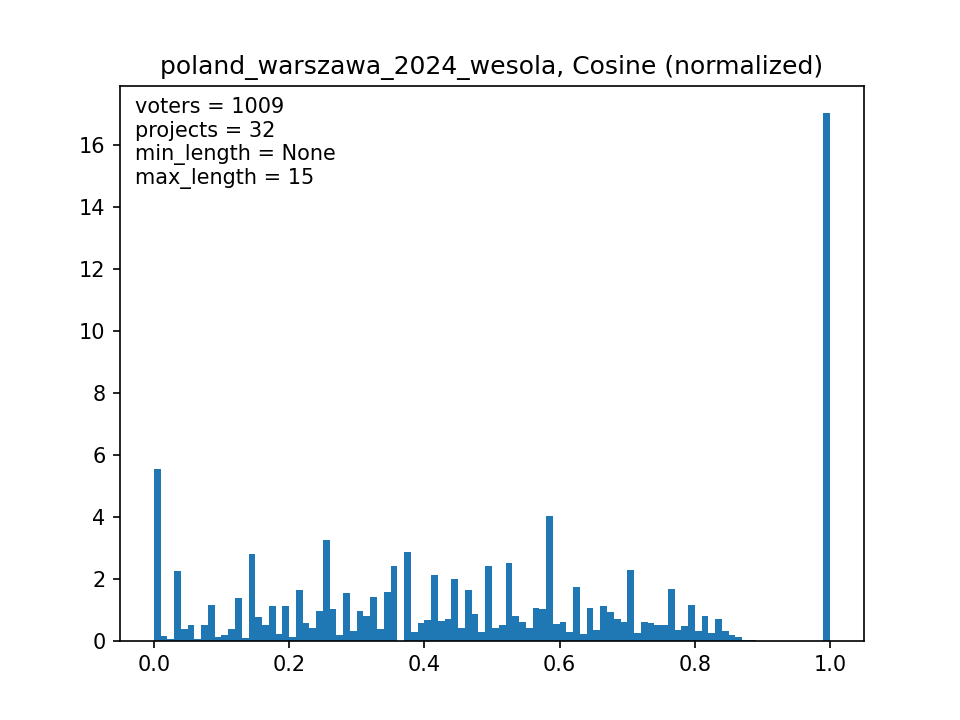 poland_warszawa_2024_wesola, Cosine (normalized)
voters = 1009
projects = 32
min_length = None
max_length = 15
16
14
12
10
8
6
4
2
0
0.0 0.2 0.4 0.6 0.8 1.0